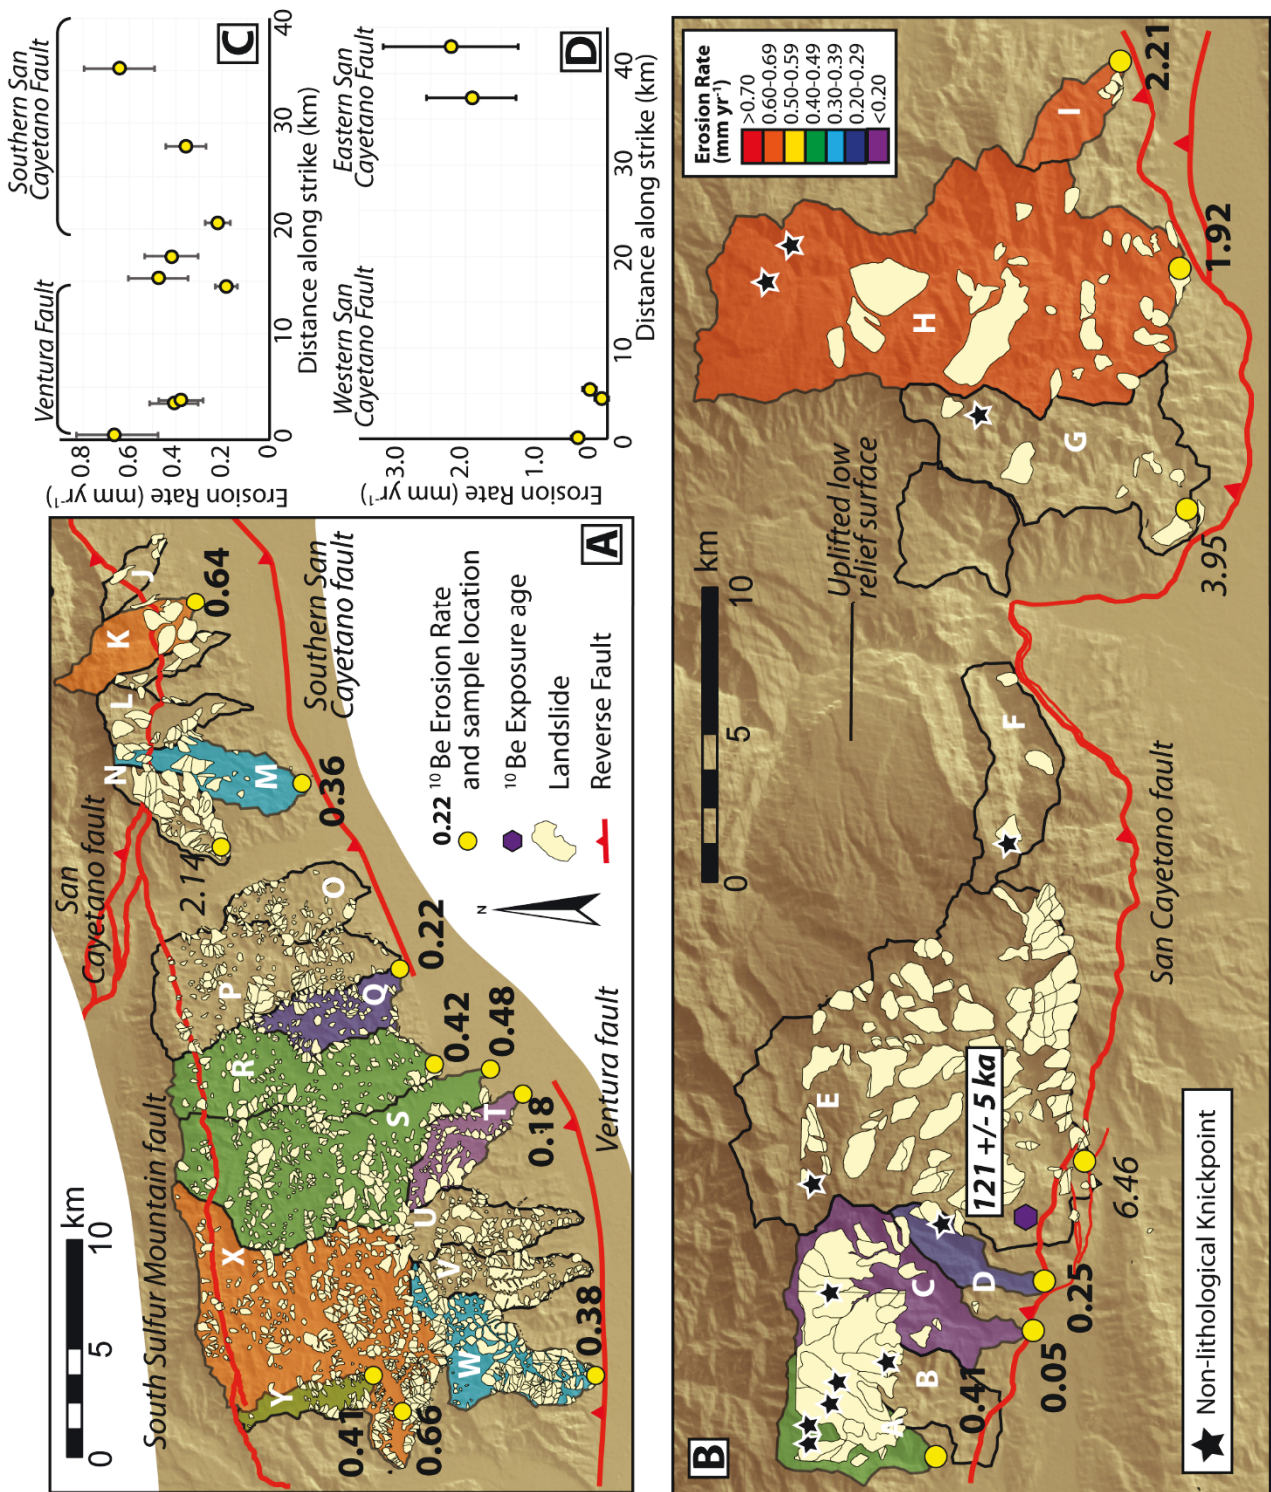 South Sulfur Mountain fault
San
Cayetano fault
Southern San
Cayetano fault
Ventura fault
0 5 10 km
J
K
L
N
M
O
P
Q
R
S
T
U
V
W
X
Y
0.64
0.36
2.14
0.22
0.42
0.48
0.18
0.38
0.41
0.66
N
0.22 ¹⁰Be Erosion Rate
and sample location
¹⁰Be Exposure age
Landslide
Reverse Fault
A
Ventura Fault
Southern San
Cayetano Fault
C
Erosion Rate (mm yr⁻¹)
0.8
0.6
0.4
0.2
0
0 10 20 30 40
Distance along strike (km)
Western San
Cayetano Fault
Eastern San
Cayetano Fault
D
Erosion Rate (mm yr⁻¹)
3.0
2.0
1.0
0
0 10 20 30 40
Distance along strike (km)
B
A
B
C
D
E
F
G
H
I
0.41
0.05
0.25
6.46
121 +/- 5 ka
3.95
1.92
2.21
San Cayetano fault
Uplifted low
relief surface
0 5 10
km
Non-lithological Knickpoint
Erosion Rate
(mm yr⁻¹)
>0.70
0.60-0.69
0.50-0.59
0.40-0.49
0.30-0.39
0.20-0.29
<0.20